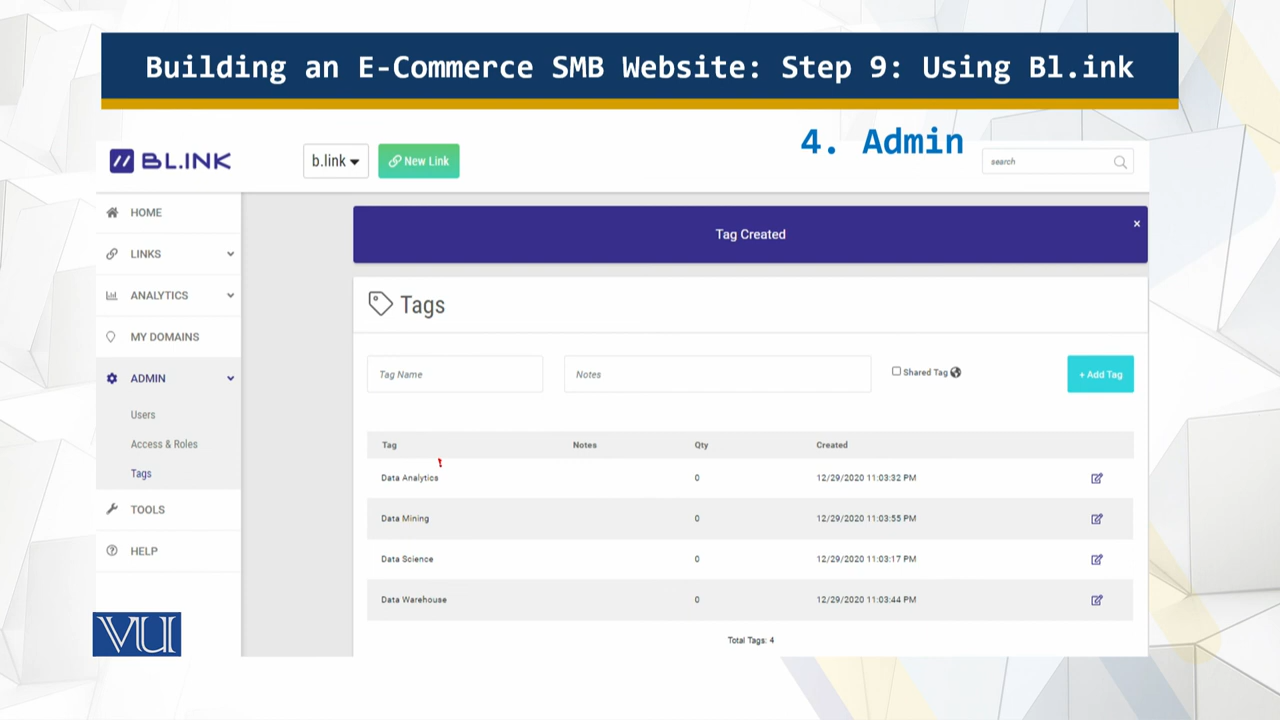 Building an E-Commerce SMB Website: Step 9: Using Bl.ink
4. Admin
BL.INK
b.link
New Link
search
HOME
LINKS
ANALYTICS
MY DOMAINS
ADMIN
Users
Access & Roles
Tags
TOOLS
HELP
Tag Created
×
Tags
Tag Name
Notes
Shared Tag
+ Add Tag
Tag Notes Qty Created
Data Analytics 0 12/29/2020 11:03:32 PM
Data Mining 0 12/29/2020 11:03:55 PM
Data Science 0 12/29/2020 11:03:17 PM
Data Warehouse 0 12/29/2020 11:03:44 PM
Total Tags: 4
VU